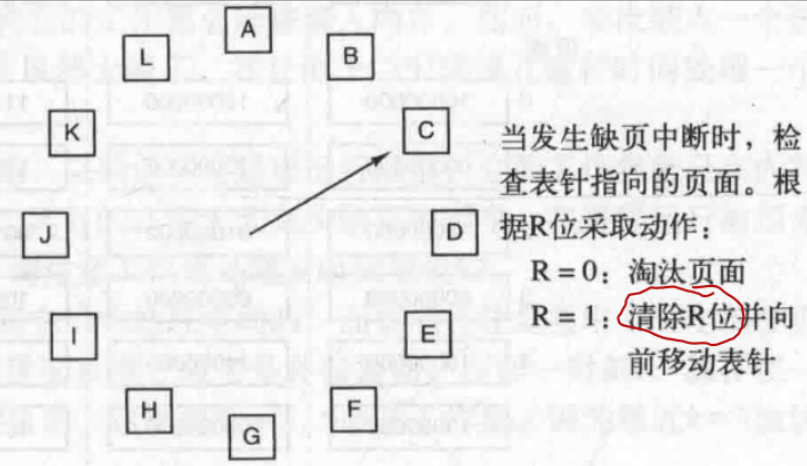 A
B
C
D
E
F
G
H
I
J
K
L
当发生缺页中断时，检
查表针指向的页面。根
据R位采取动作：
R = 0：淘汰页面
R = 1：清除R位并向
前移动表针